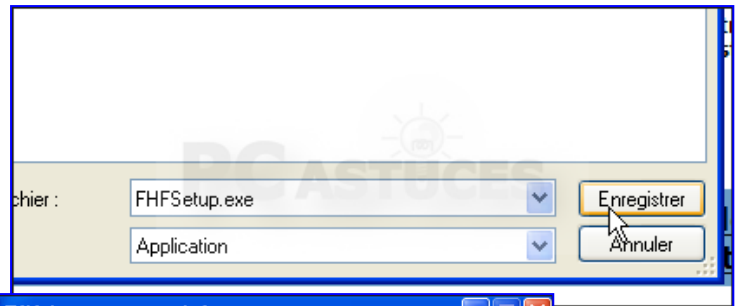 PC ASTUCES
chier :
FHFSetup.exe
Enregistrer
Application
Annuler